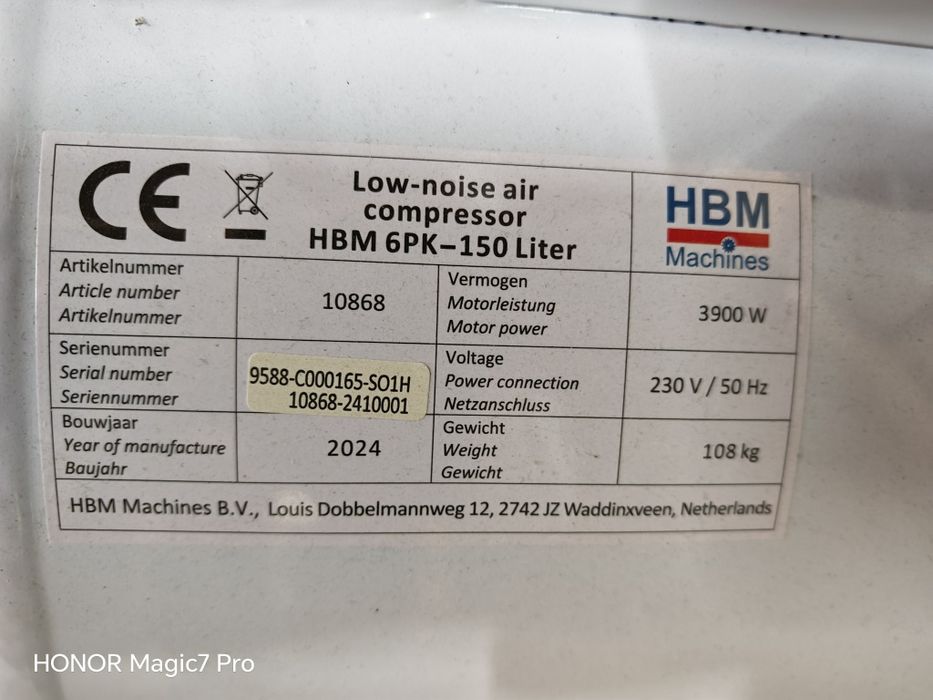 CE
Low-noise air
compressor
HBM 6PK–150 Liter
HBM
Machines
Artikelnummer
Article number
Artikelnummer
10868
Vermogen
Motorleistung
Motor power
3900 W
Serienummer
Serial number
Seriennummer
9588-C000165-SO1H
10868-2410001
Voltage
Power connection
Netzanschluss
230 V / 50 Hz
Bouwjaar
Year of manufacture
Baujahr
2024
Gewicht
Weight
Gewicht
108 kg
HBM Machines B.V., Louis Dobbelmannweg 12, 2742 JZ Waddinxveen, Netherlands
HONOR Magic7 Pro